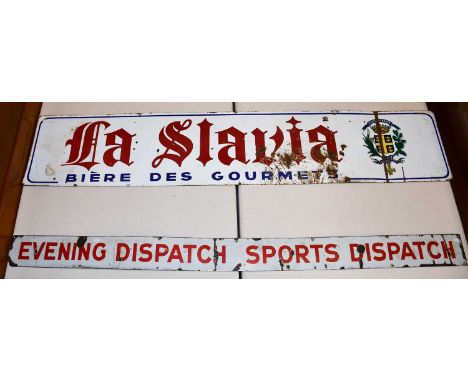 La Slavia
BIÈRE DES GOURMETS
EVENING DISPATCH SPORTS DISPATCH